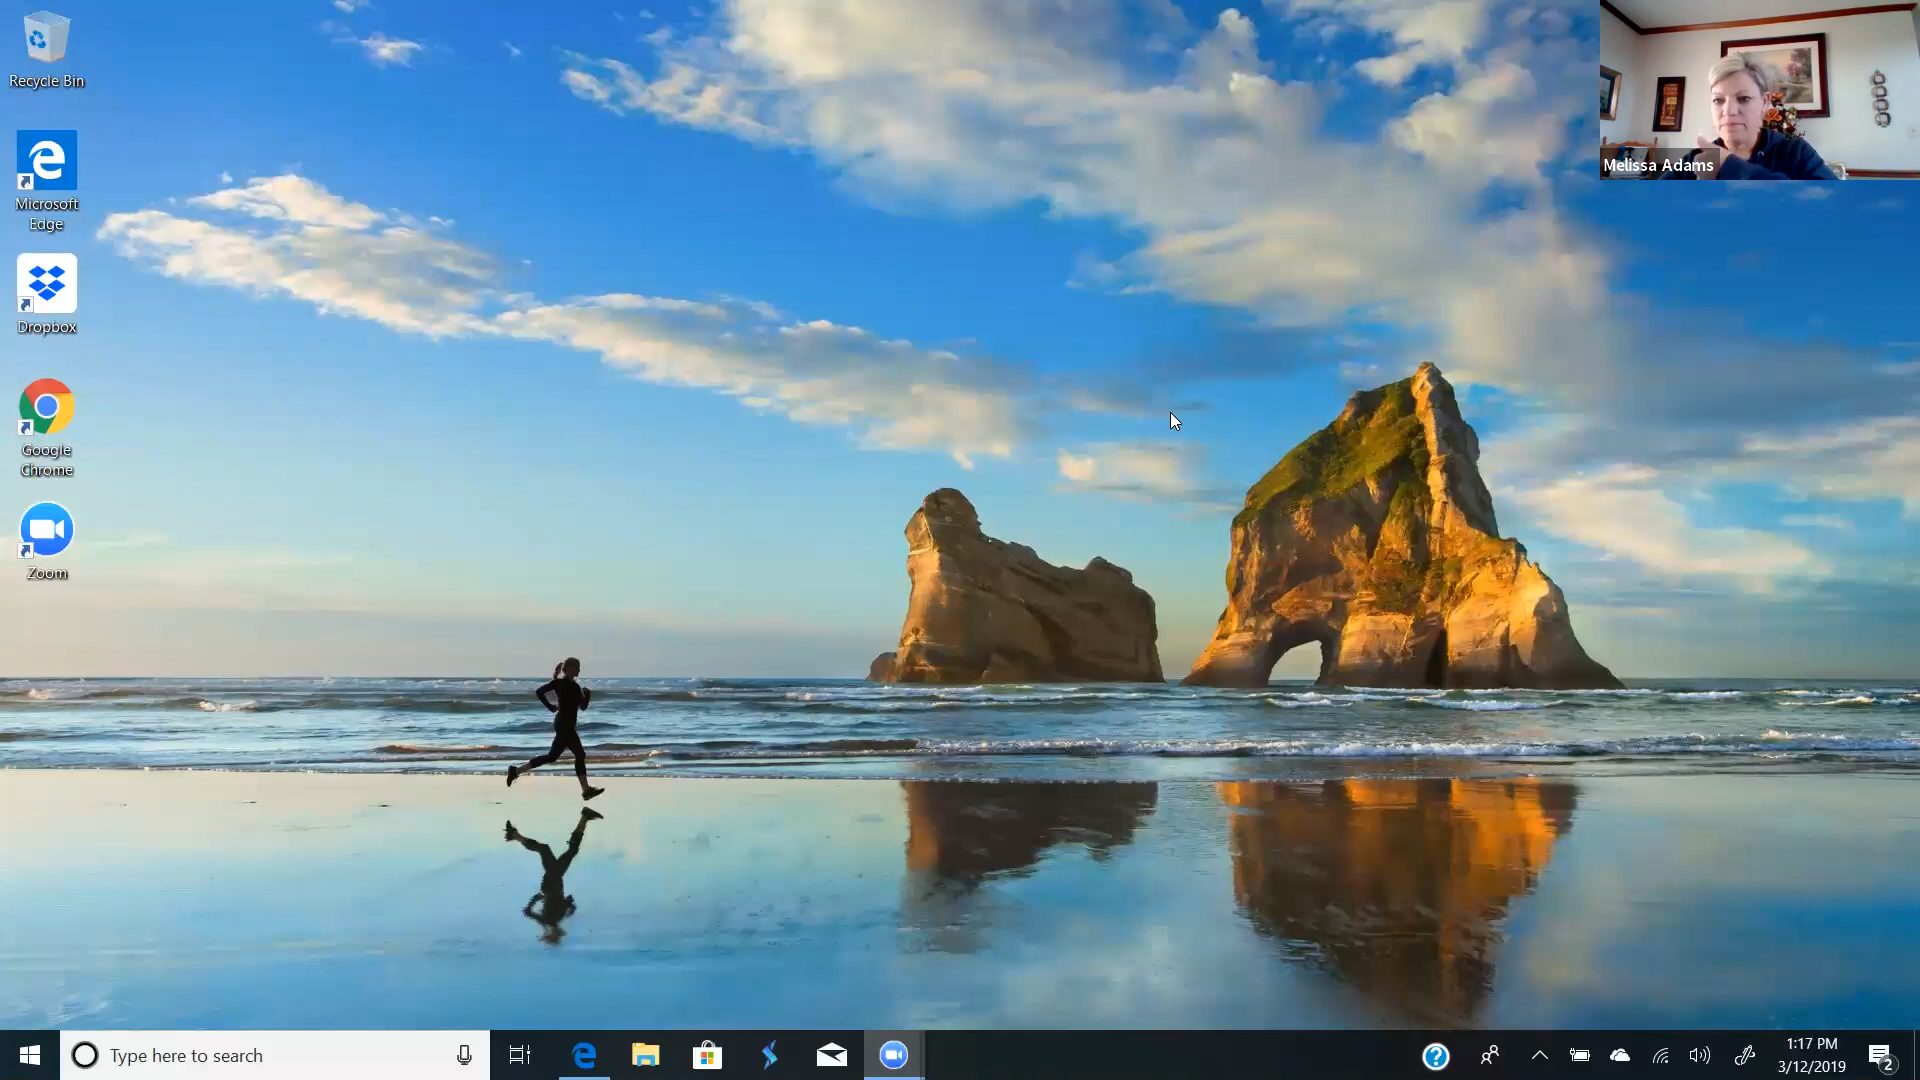 Recycle Bin
Microsoft
Edge
Dropbox
Google
Chrome
Zoom
Melissa Adams
Type here to search
1:17 PM
3/12/2019
2